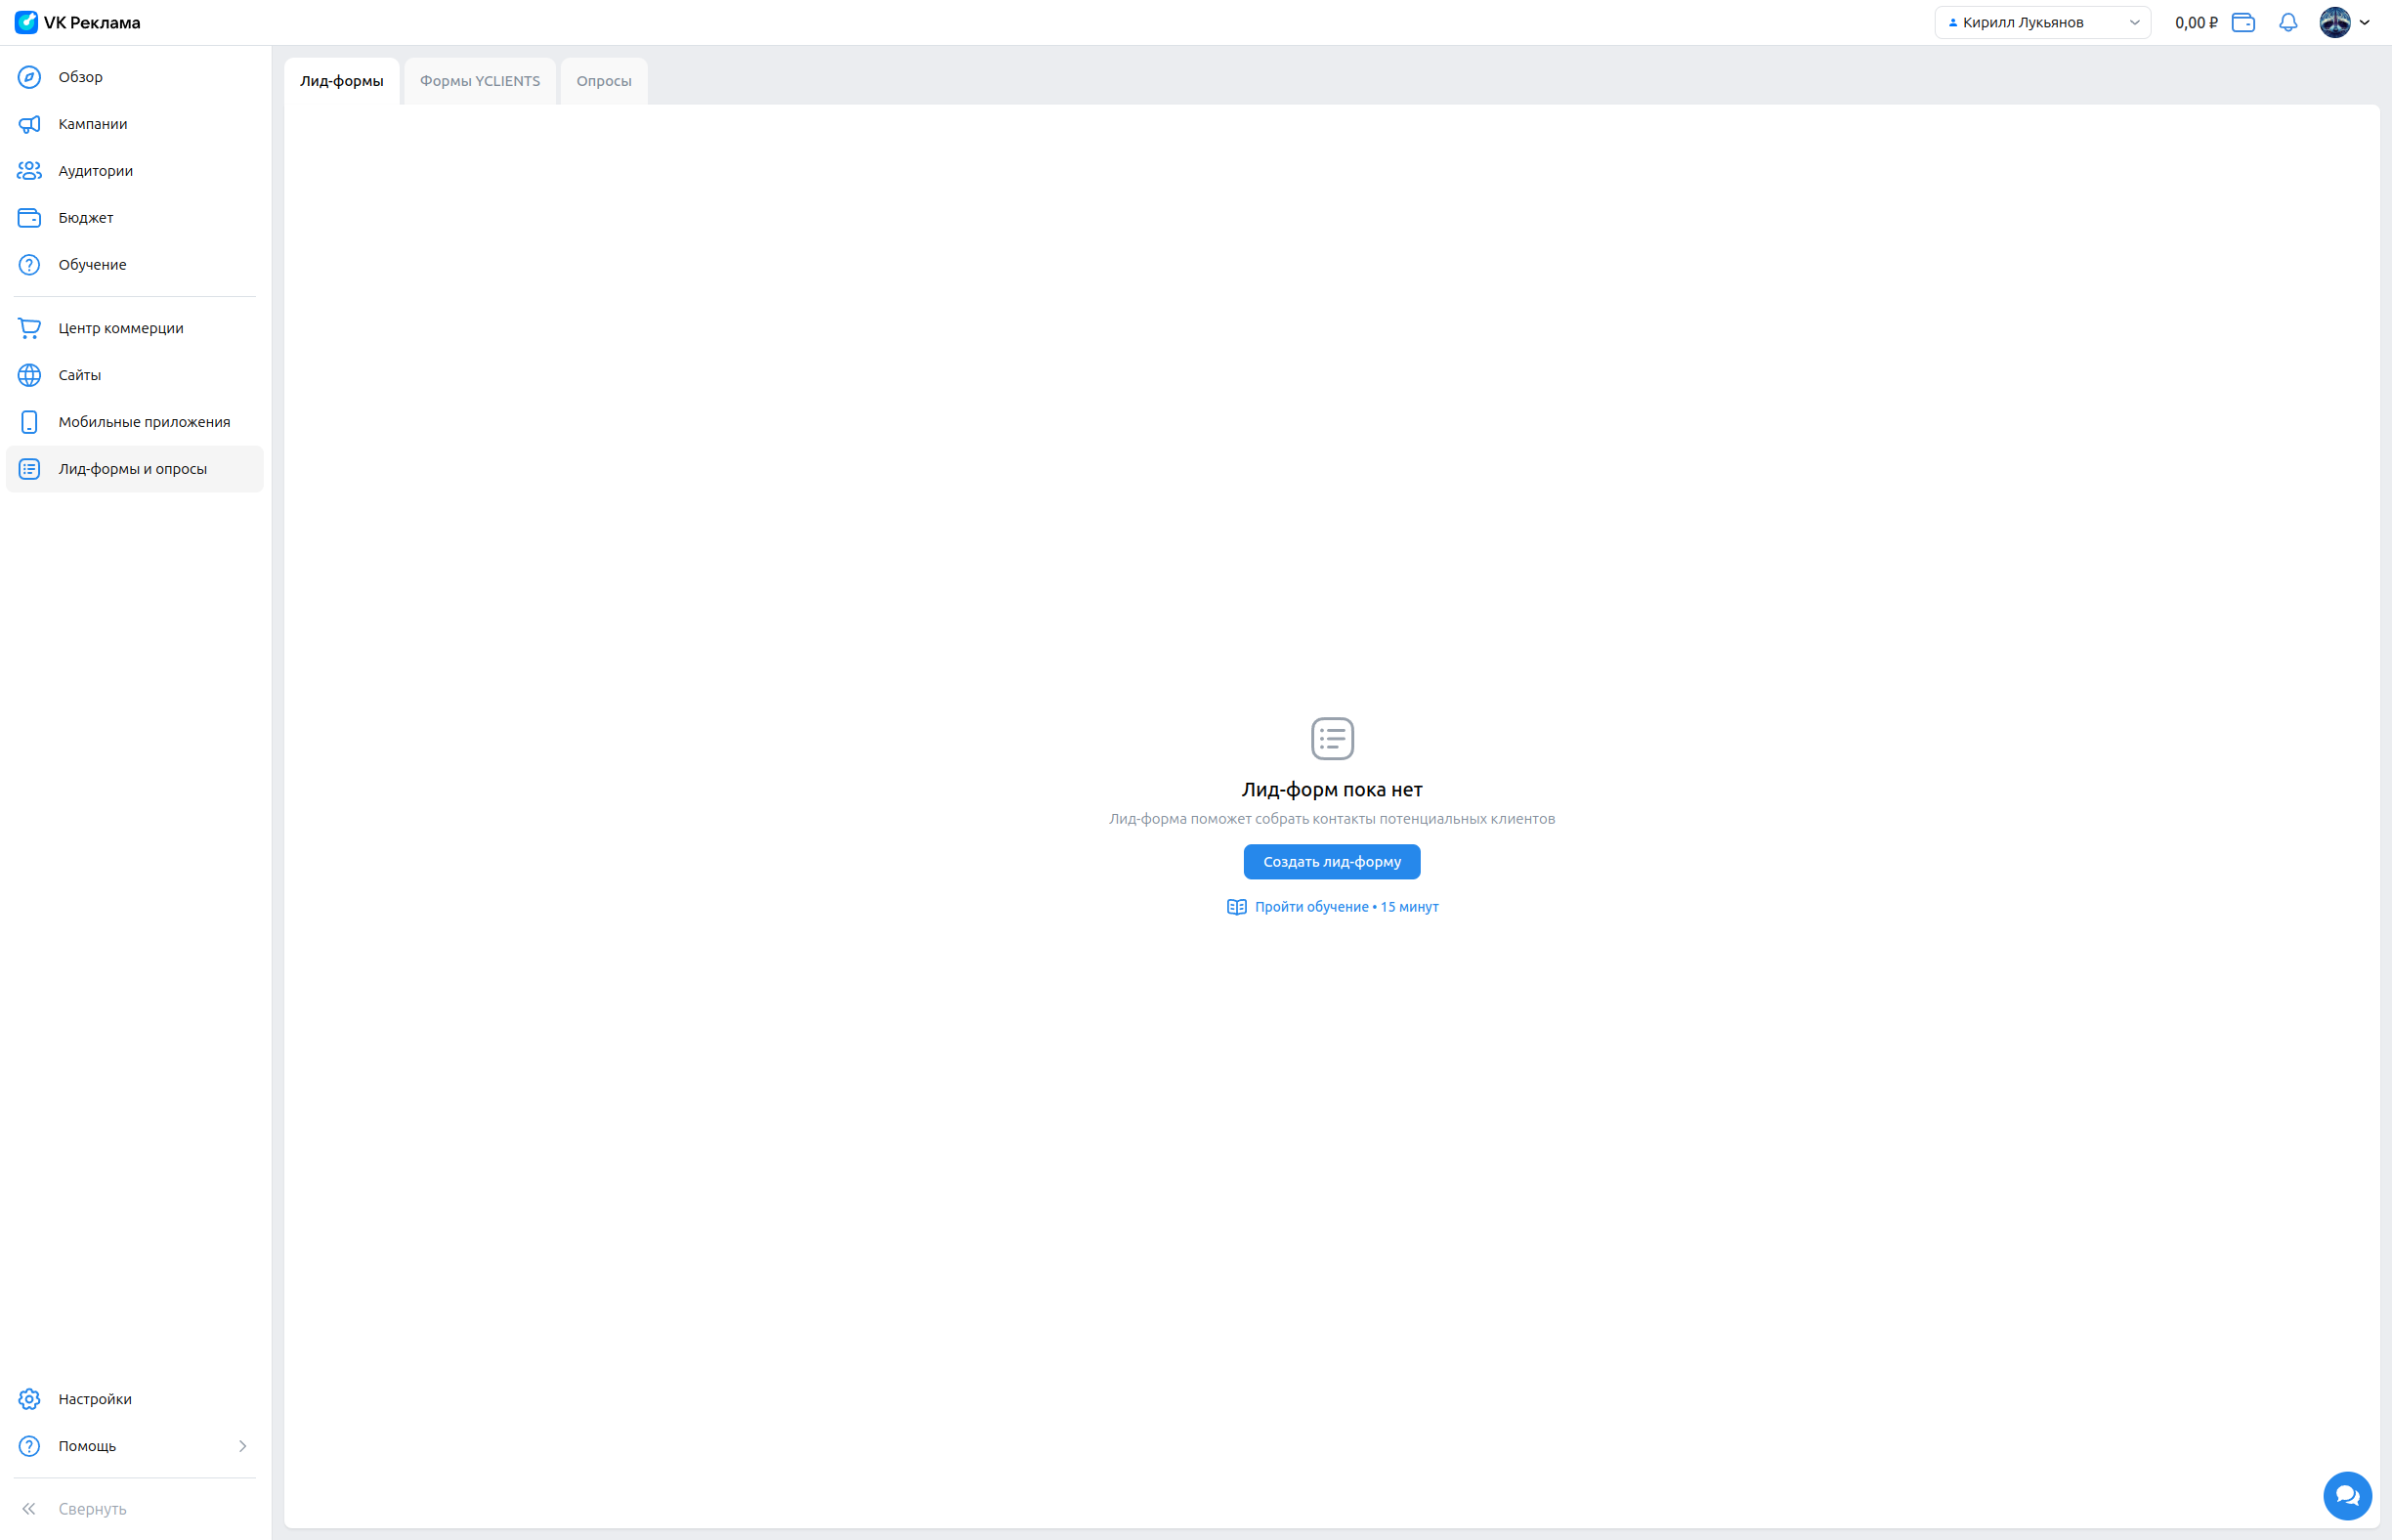 VK Реклама
Кирилл Лукьянов
0,00 ₽
Обзор
Кампании
Аудитории
Бюджет
Обучение
Центр коммерции
Сайты
Мобильные приложения
Лид-формы и опросы
Настройки
Помощь
Свернуть
Лид-формы
Формы YCLIENTS
Опросы
Лид-форм пока нет
Лид-форма поможет собрать контакты потенциальных клиентов
Создать лид-форму
Пройти обучение • 15 минут